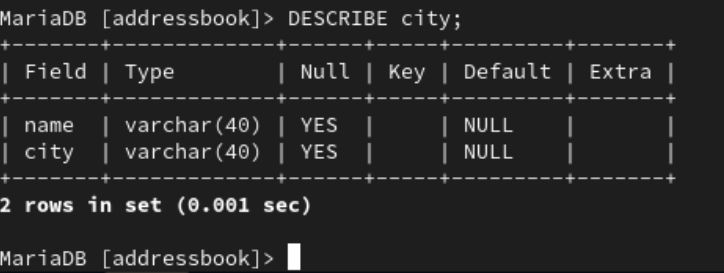 MariaDB [addressbook]> DESCRIBE city;
+-------+-------------+------+-----+---------+-------+
| Field | Type        | Null | Key | Default | Extra |
+-------+-------------+------+-----+---------+-------+
| name  | varchar(40) | YES  |     | NULL    |       |
| city  | varchar(40) | YES  |     | NULL    |       |
+-------+-------------+------+-----+---------+-------+
2 rows in set (0.001 sec)
MariaDB [addressbook]>